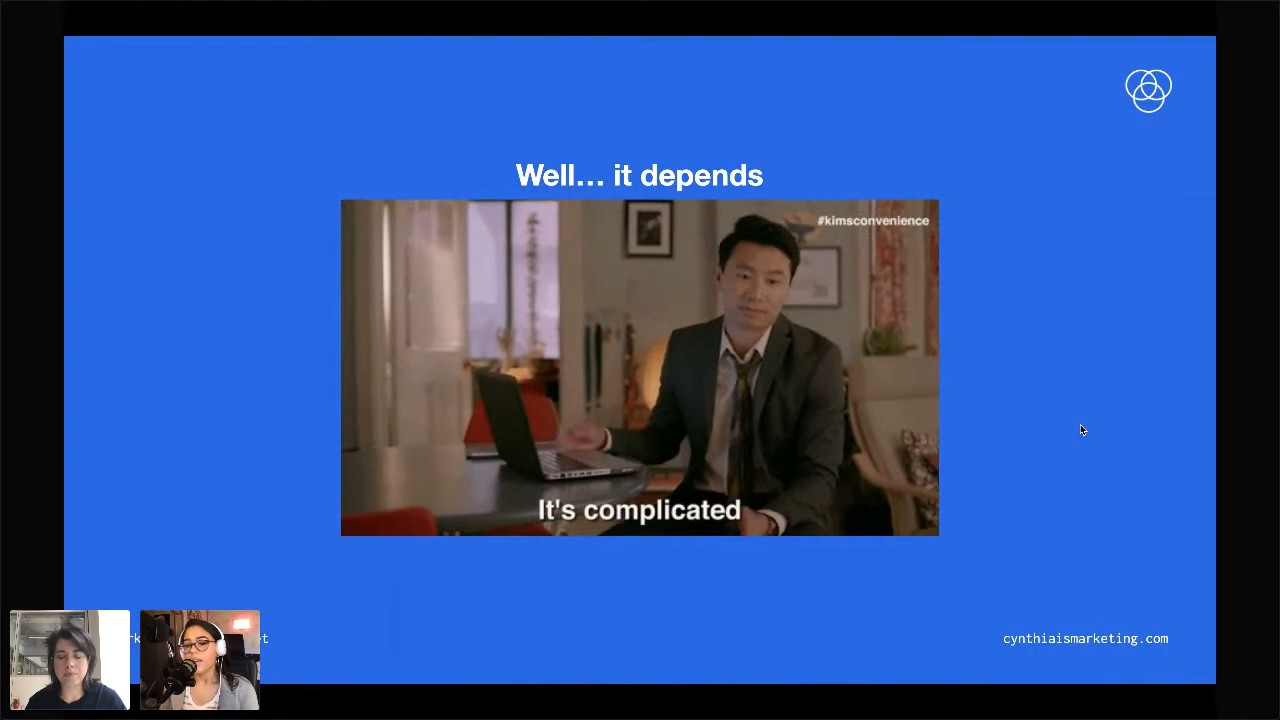 Well... it depends
#kimsconvenience
It's complicated
cynthiaismarketing.com